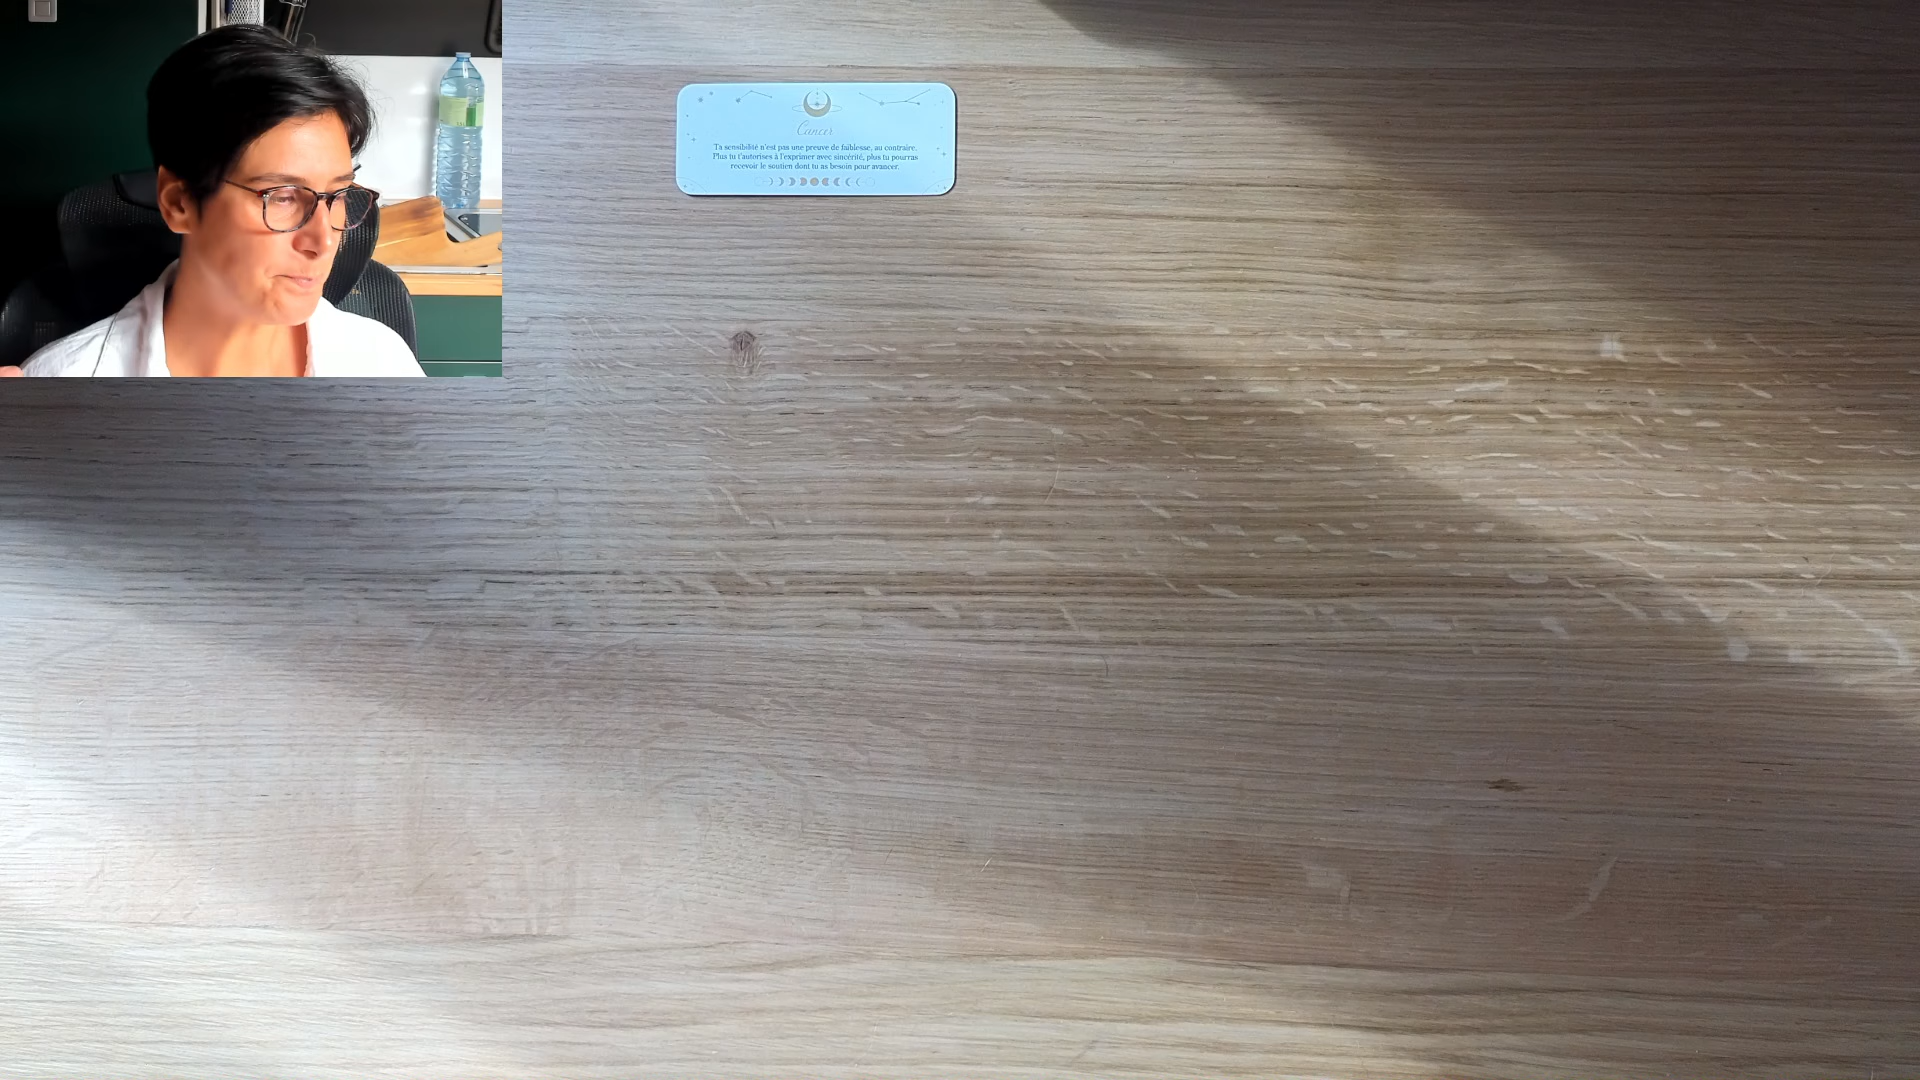 Cancer
Ta sensibilité n'est pas une preuve de faiblesse, au contraire.
Plus tu t'autorises à l'exprimer avec sincérité, plus tu pourras
recevoir le soutien dont tu as besoin pour avancer.